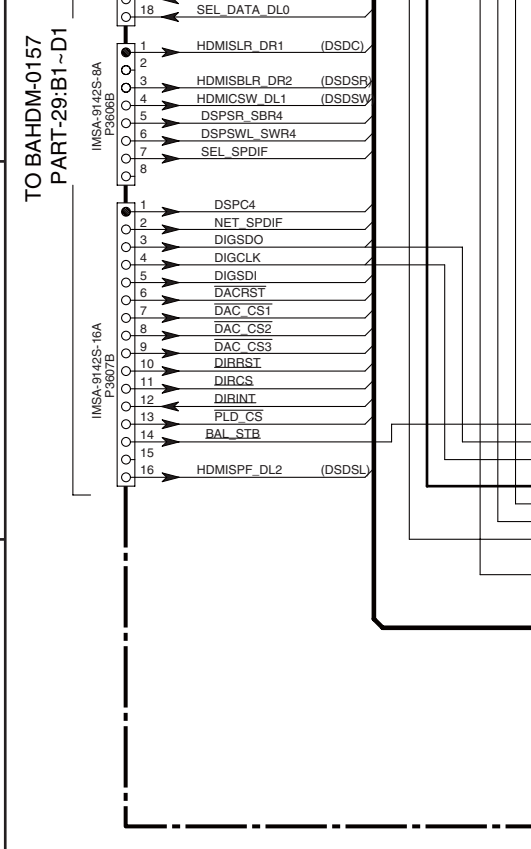 TO BAHDM-0157
PART-29:B1~D1
18 SEL_DATA_DL0
IMSA-9142S-8A
P3606B
1 HDMISLR_DR1 (DSDC)
2
3 HDMISBLR_DR2 (DSDSR)
4 HDMICSW_DL1 (DSDSW
5 DSPSR_SBR4
6 DSPSWL_SWR4
7 SEL_SPDIF
8
IMSA-9142S-16A
P3607B
1 DSPC4
2 NET_SPDIF
3 DIGSDO
4 DIGCLK
5 DIGSDI
6 DACRST
7 DAC_CS1
8 DAC_CS2
9 DAC_CS3
10 DIRRST
11 DIRCS
12 DIRINT
13 PLD_CS
14 BAL_STB
15
16 HDMISPF_DL2 (DSDSL)